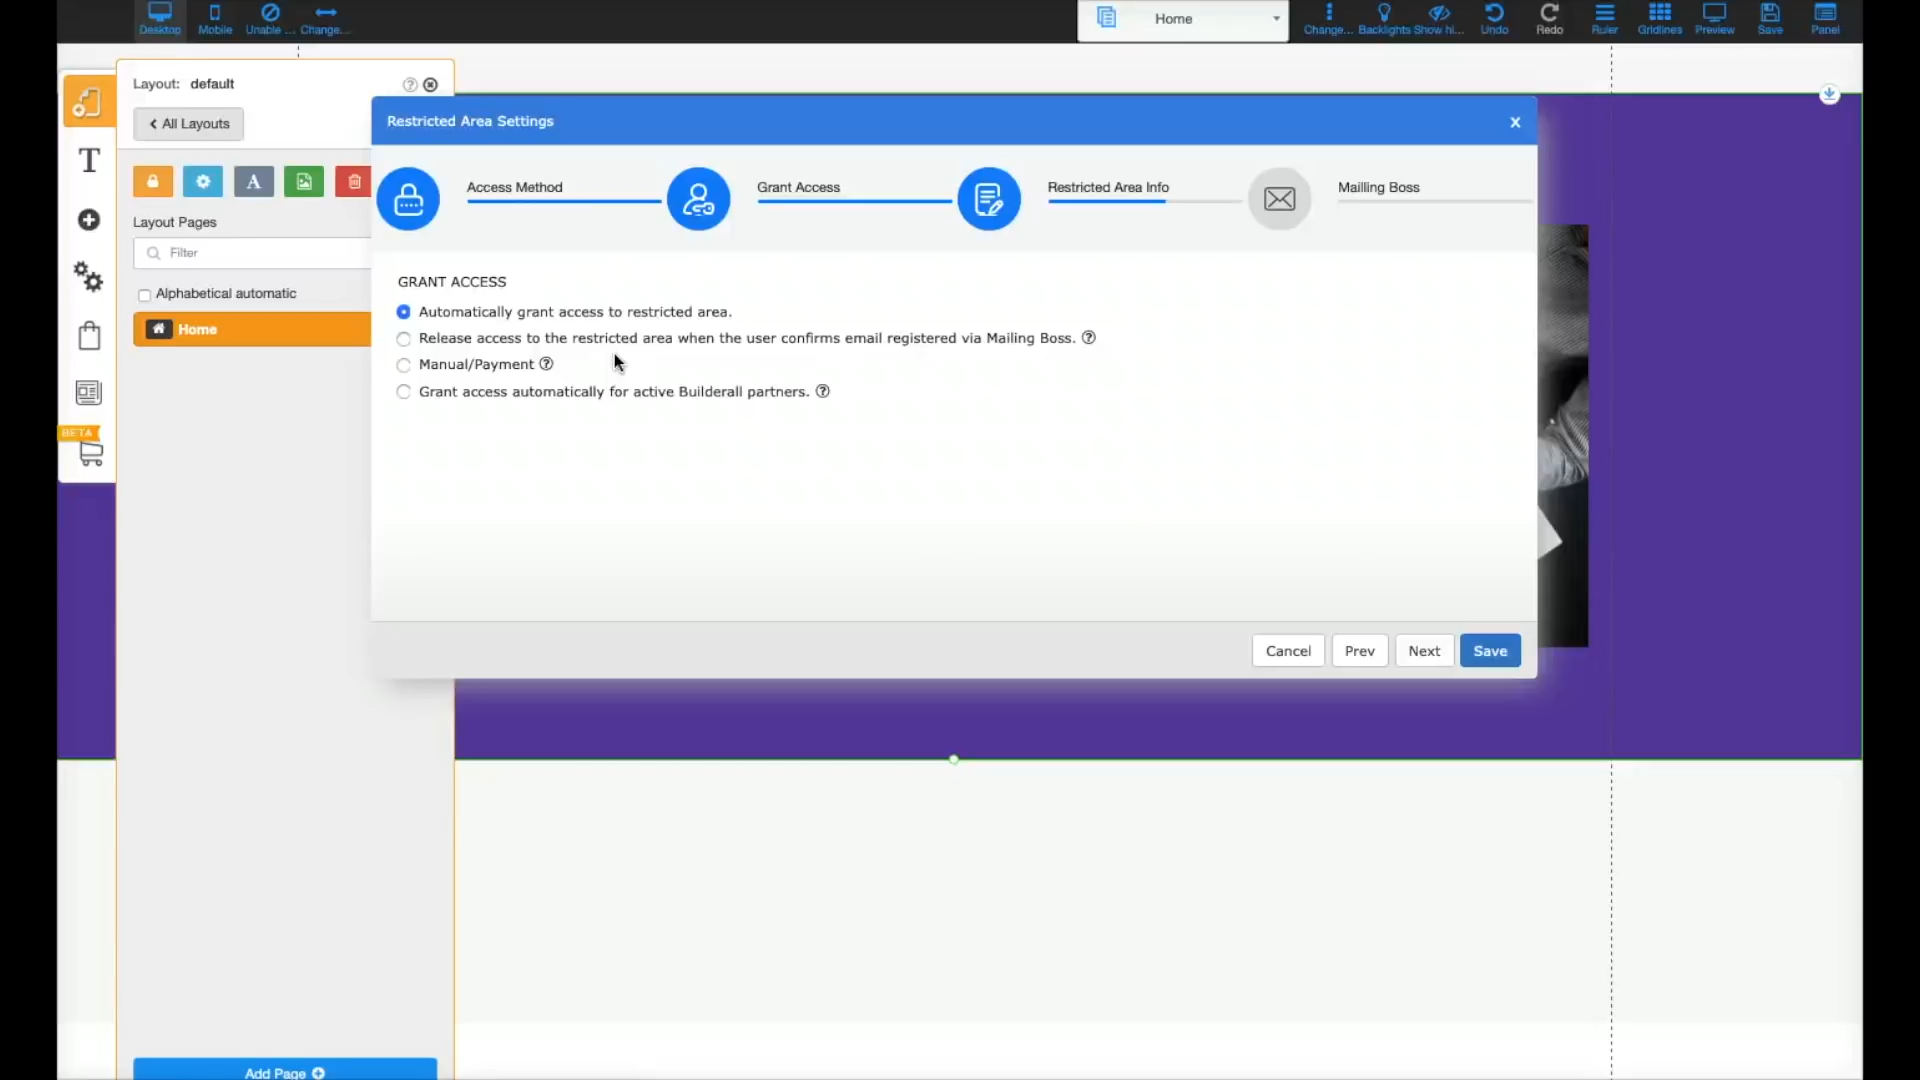 Desktop
Mobile
Unable ...
Change...
Home
Change...
Backlights
Show hi...
Undo
Redo
Ruler
Gridlines
Preview
Save
Panel
Layout: default
All Layouts
Restricted Area Settings
Access Method
Grant Access
Restricted Area Info
Mailling Boss
T
A
Layout Pages
Filter
Alphabetical automatic
Home
BETA
GRANT ACCESS
Automatically grant access to restricted area.
Release access to the restricted area when the user confirms email registered via Mailing Boss.
Manual/Payment
Grant access automatically for active Builderall partners.
Cancel
Prev
Next
Save
Add Page